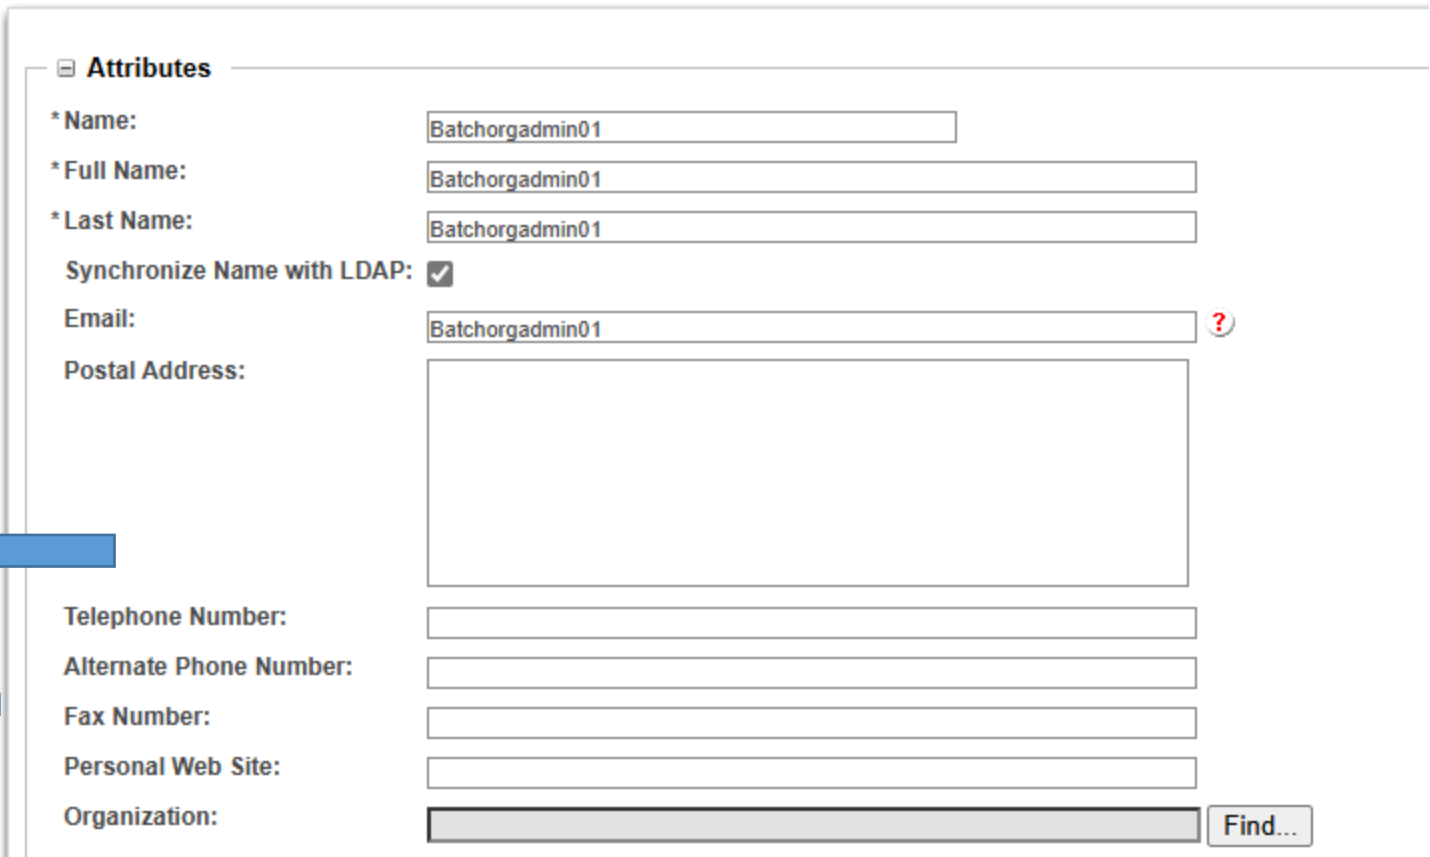 Attributes
* Name: Batchorgadmin01
* Full Name: Batchorgadmin01
* Last Name: Batchorgadmin01
Synchronize Name with LDAP:
Email: Batchorgadmin01 ?
Postal Address:
Telephone Number:
Alternate Phone Number:
Fax Number:
Personal Web Site:
Organization: Find...